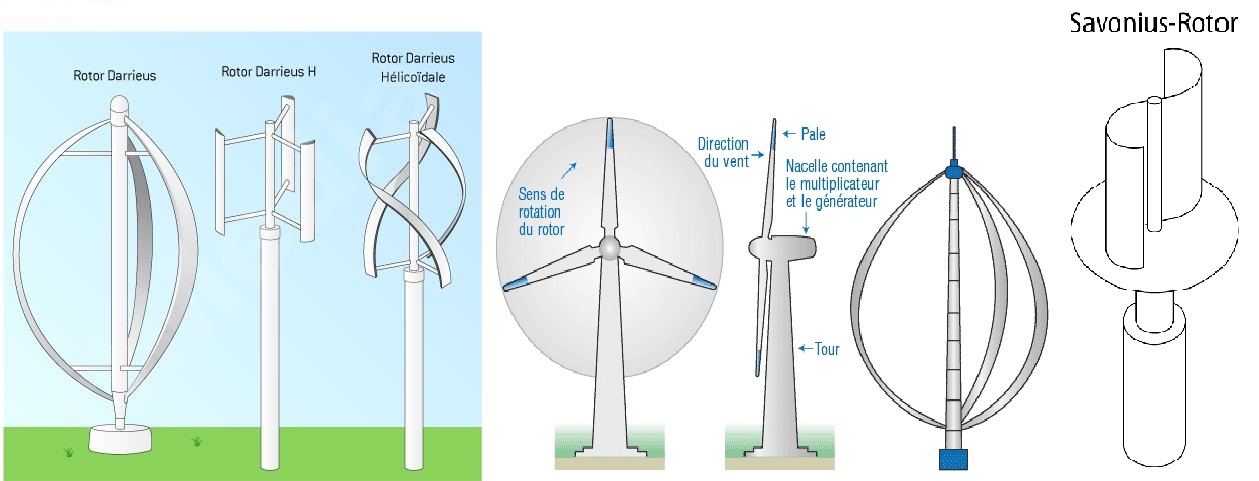 Savonius-Rotor
Rotor Darrieus
Rotor Darrieus H
Rotor Darrieus
Hélicoïdale
Sens de
rotation
du rotor
Direction
du vent
Pale
Nacelle contenant
le multiplicateur
et le générateur
Tour